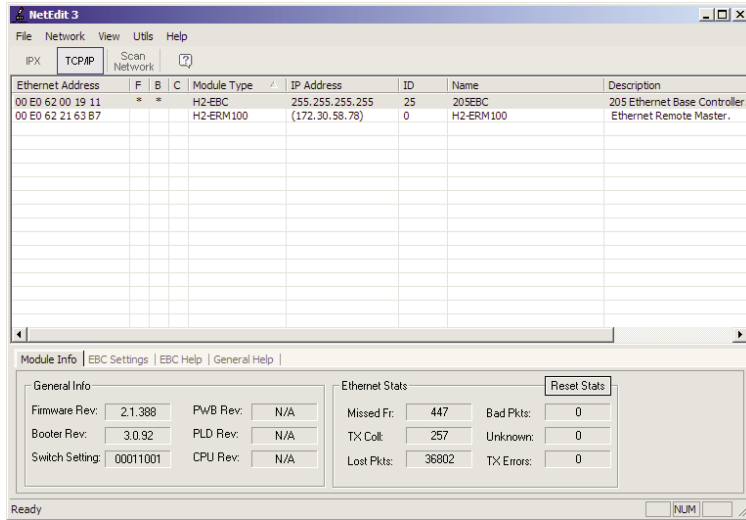 NetEdit 3
File Network View Utils Help
IPX TCP/IP Scan Network
Ethernet Address F B C Module Type IP Address ID Name Description
00 E0 62 00 19 11 * * H2-EBC 255.255.255.255 25 205EBC 205 Ethernet Base Controller
00 E0 62 21 63 B7 H2-ERM100 (172.30.58.78) 0 H2-ERM100 Ethernet Remote Master.
Module Info EBC Settings EBC Help General Help
General Info Ethernet Stats Reset Stats
Firmware Rev: 2.1.388 PWB Rev: N/A Missed Fr: 447 Bad Pkts: 0
Booter Rev: 3.0.92 PLD Rev: N/A TX Coll: 257 Unknown: 0
Switch Setting: 00011001 CPU Rev: N/A Lost Pkts: 36802 TX Errors: 0
Ready NUM